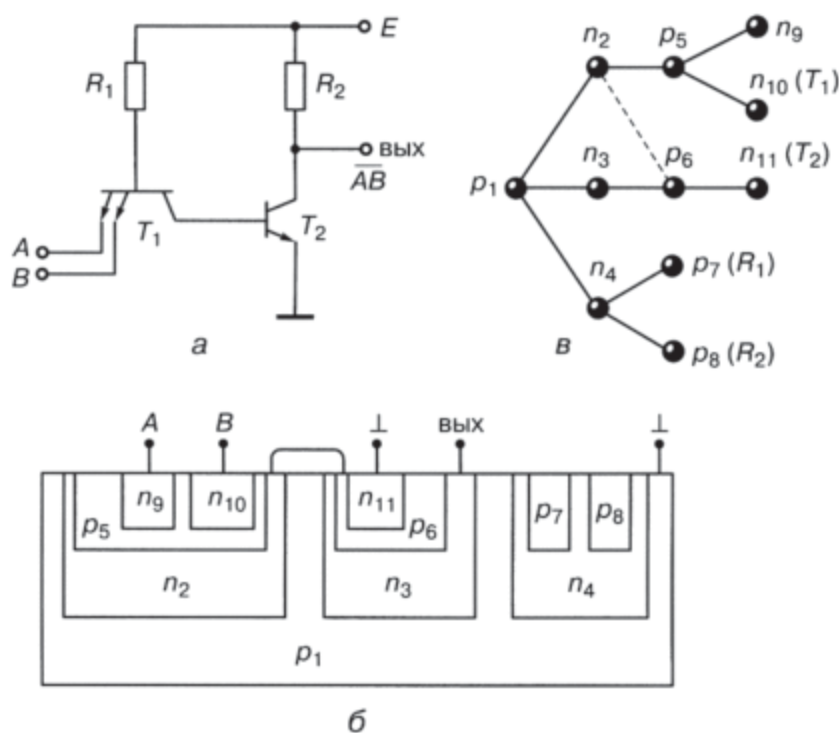 E
R₁
R₂
вых
A̅B̅
T₁
T₂
A
B
а
n₂
p₅
n₉
n₁₀ (T₁)
p₁
n₃
p₆
n₁₁ (T₂)
n₄
p₇ (R₁)
p₈ (R₂)
в
A
B
⊥
вых
⊥
n₉
n₁₀
n₁₁
p₇
p₈
p₅
p₆
n₂
n₃
n₄
p₁
б